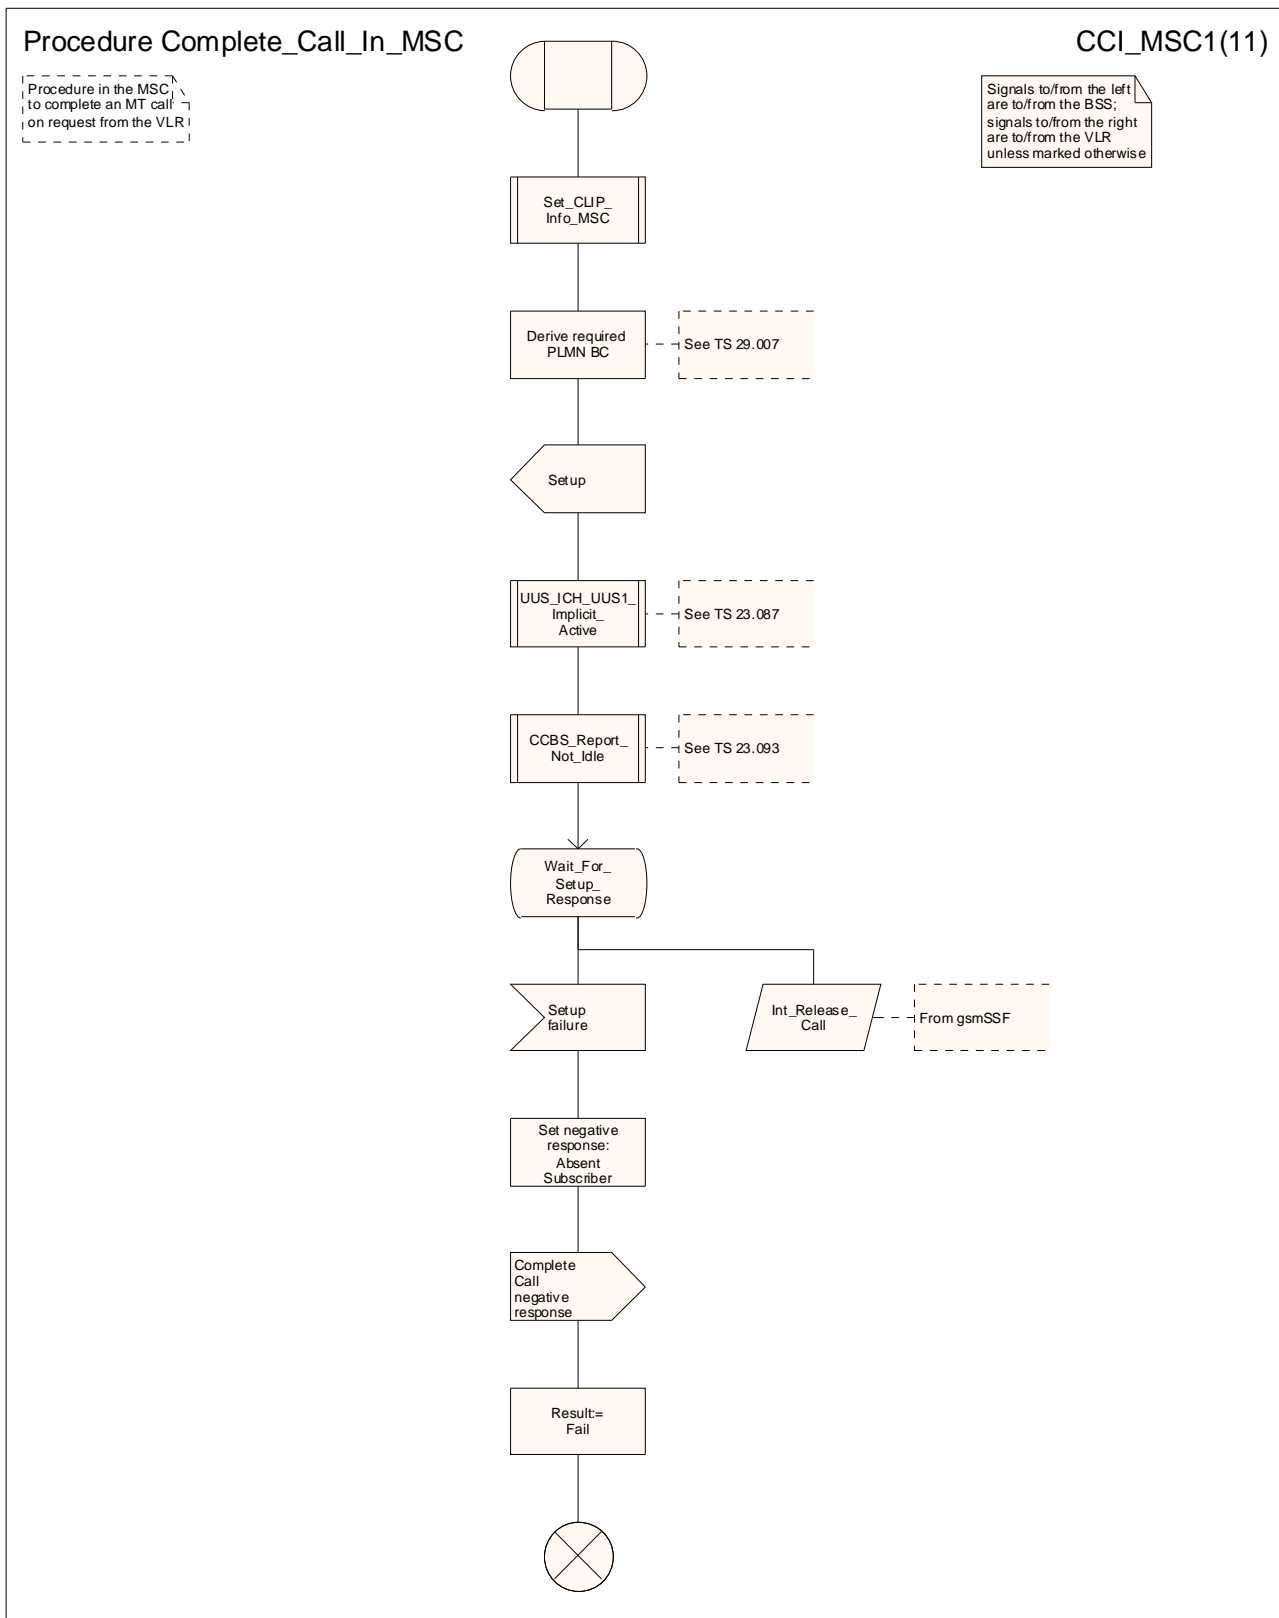 Procedure Complete_Call_In_MSC
CCI_MSC1(11)
Procedure in the MSC
to complete an MT call
on request from the VLR
Signals to/from the left
are to/from the BSS;
signals to/from the right
are to/from the VLR
unless marked otherwise
Set_CLIP_
Info_MSC
Derive required
PLMN BC
See TS 29.007
Setup
UUS_ICH_UUS1_
Implicit_
Active
See TS 23.087
CCBS_Report_
Not_Idle
See TS 23.093
Wait_For_
Setup_
Response
Setup
failure
Int_Release_
Call
From gsmSSF
Set negative
response:
Absent
Subscriber
Complete
Call
negative
response
Result:=
Fail